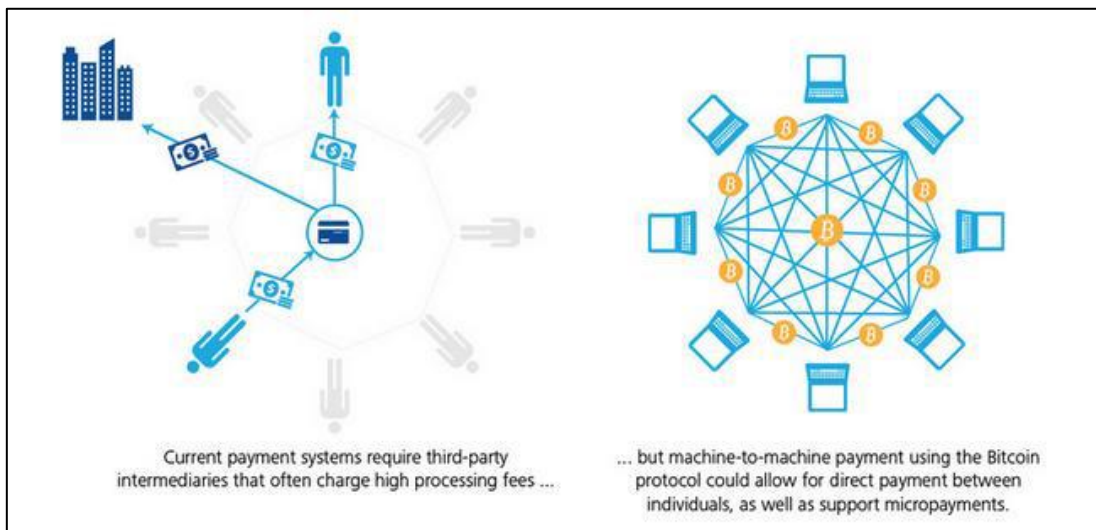 Current payment systems require third-party
intermediaries that often charge high processing fees ...
... but machine-to-machine payment using the Bitcoin
protocol could allow for direct payment between
individuals, as well as support micropayments.